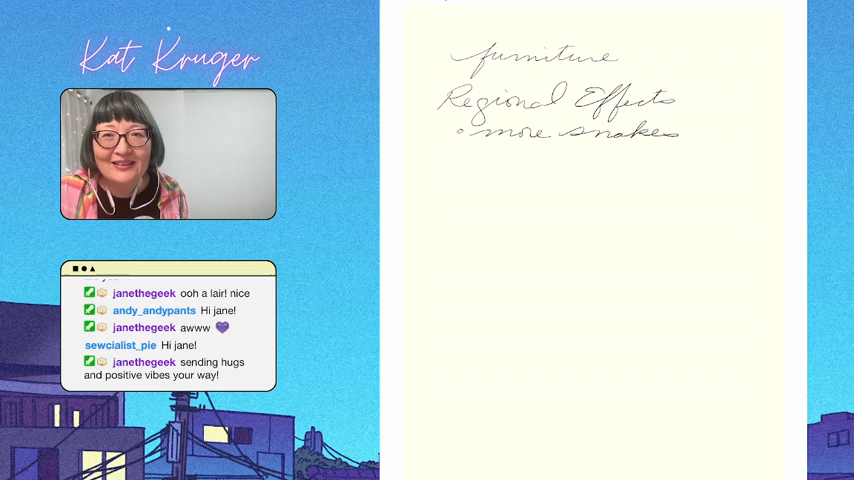 Kat Kruger
furniture
Regional Effects
• more snakes
janethegeek ooh a lair! nice
andy_andypants Hi jane!
janethegeek awww 💜
sewcialist_pie Hi jane!
janethegeek sending hugs
and positive vibes your way!